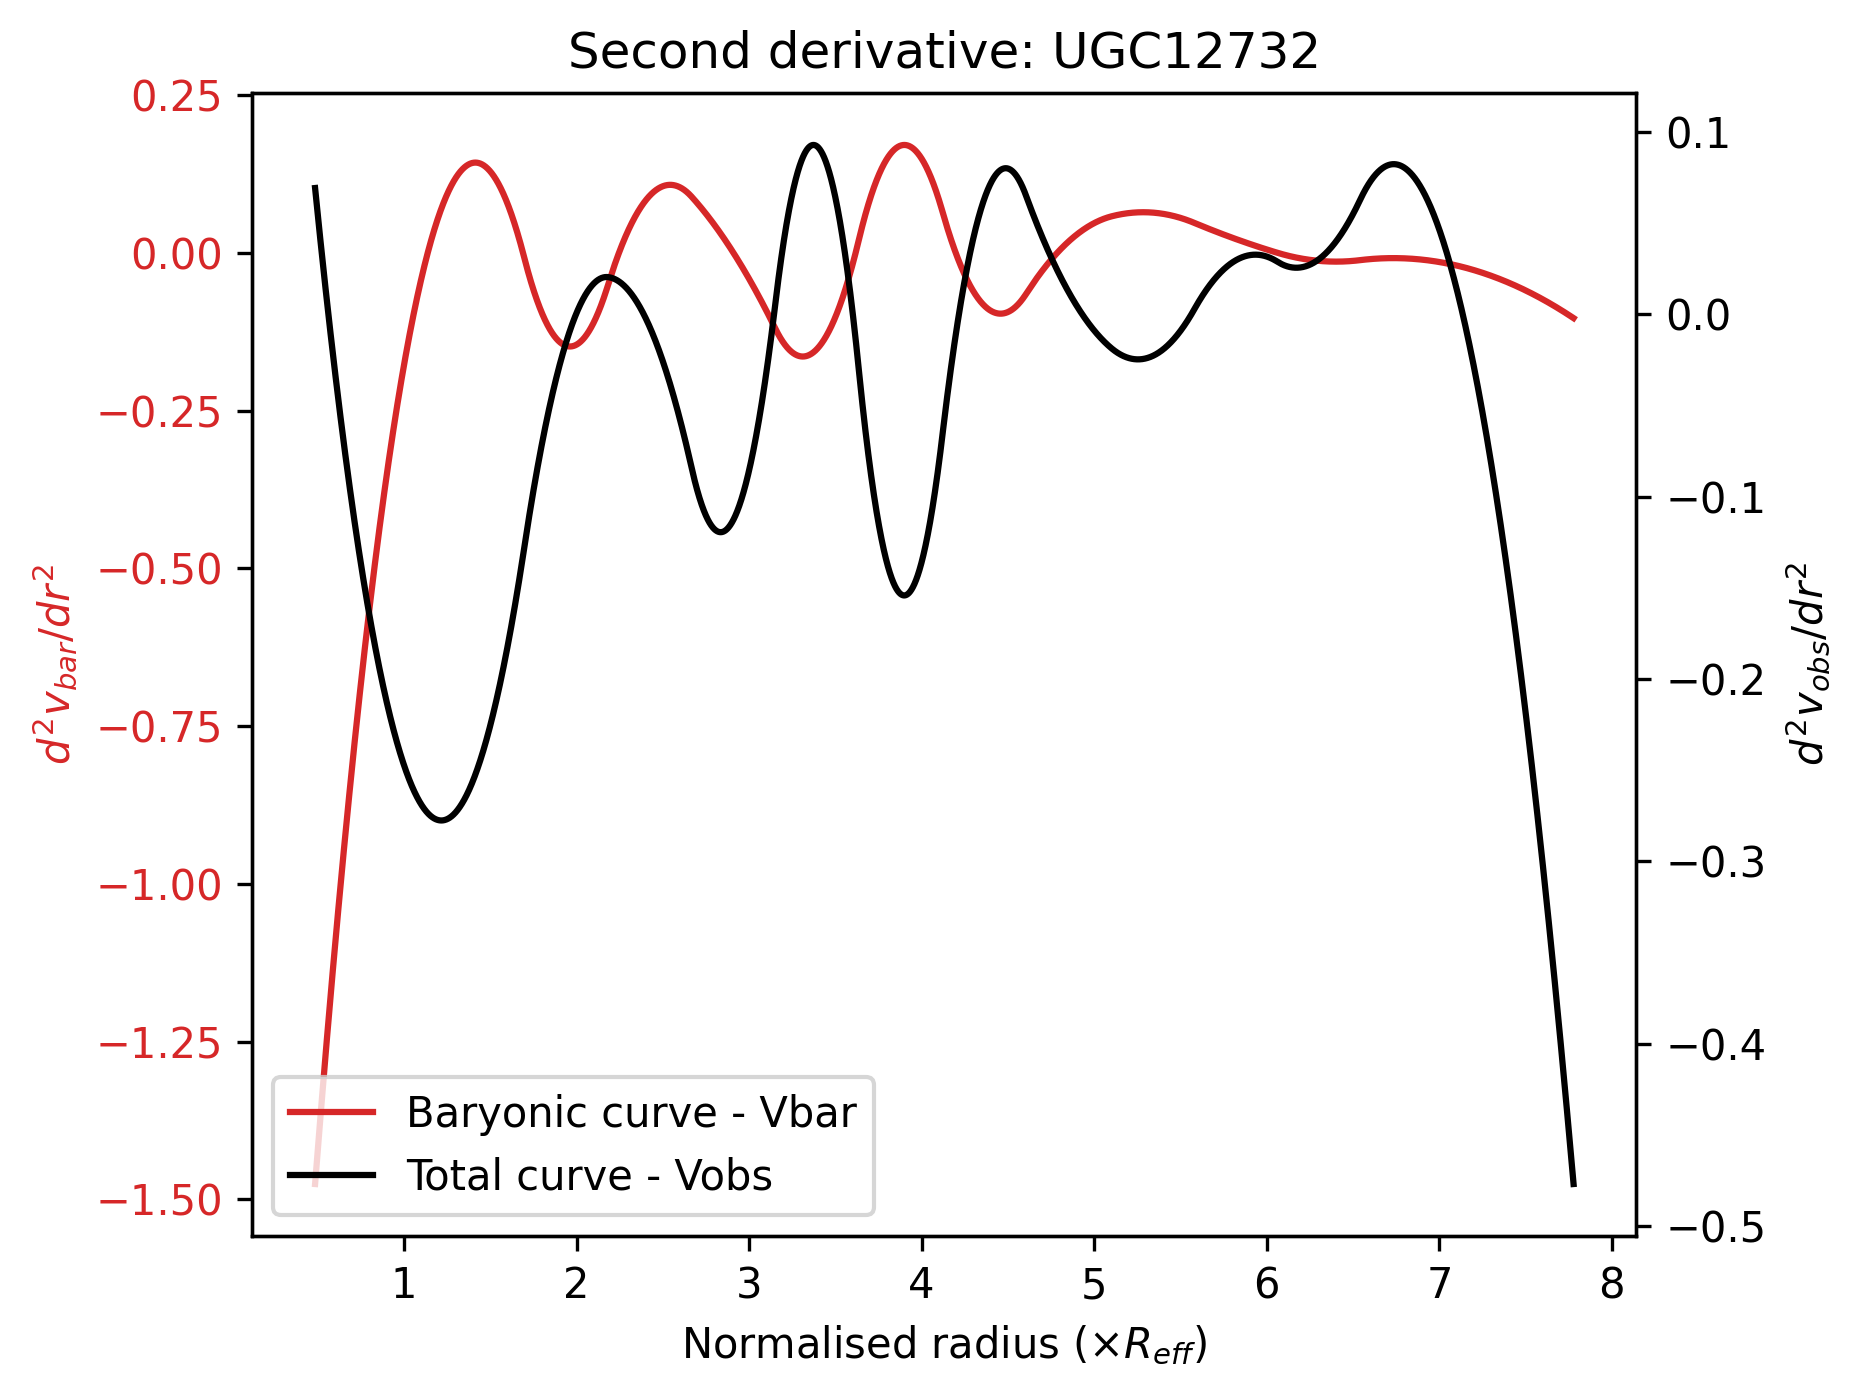 Second derivative: UGC12732
0.25
0.00
−0.25
−0.50
−0.75
−1.00
−1.25
−1.50
d²v_bar/dr²
0.1
0.0
−0.1
−0.2
−0.3
−0.4
−0.5
d²v_obs/dr²
Baryonic curve - Vbar
Total curve - Vobs
1 2 3 4 5 6 7 8
Normalised radius (×R_eff)